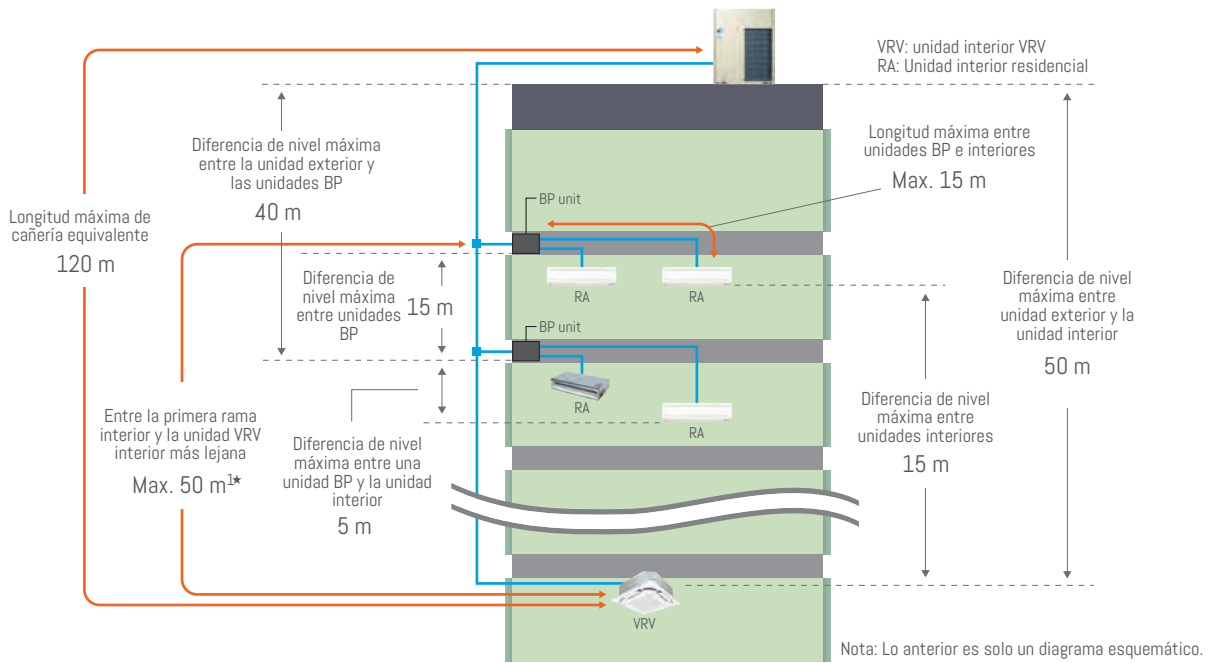 VRV: unidad interior VRV
RA: Unidad interior residencial
Diferencia de nivel máxima
entre la unidad exterior y
las unidades BP
40 m
Longitud máxima entre
unidades BP e interiores
Max. 15 m
Longitud máxima de
cañería equivalente
120 m
BP unit
RA
RA
Diferencia de
nivel máxima
entre unidades
BP
15 m
BP unit
RA
RA
Diferencia de nivel
máxima entre
unidad exterior y la
unidad interior
50 m
Diferencia de nivel
máxima entre
unidades interiores
15 m
Entre la primera rama
interior y la unidad VRV
interior más lejana
Max. 50 m¹★
Diferencia de nivel
máxima entre una
unidad BP y la unidad
interior
5 m
VRV
Nota: Lo anterior es solo un diagrama esquemático.